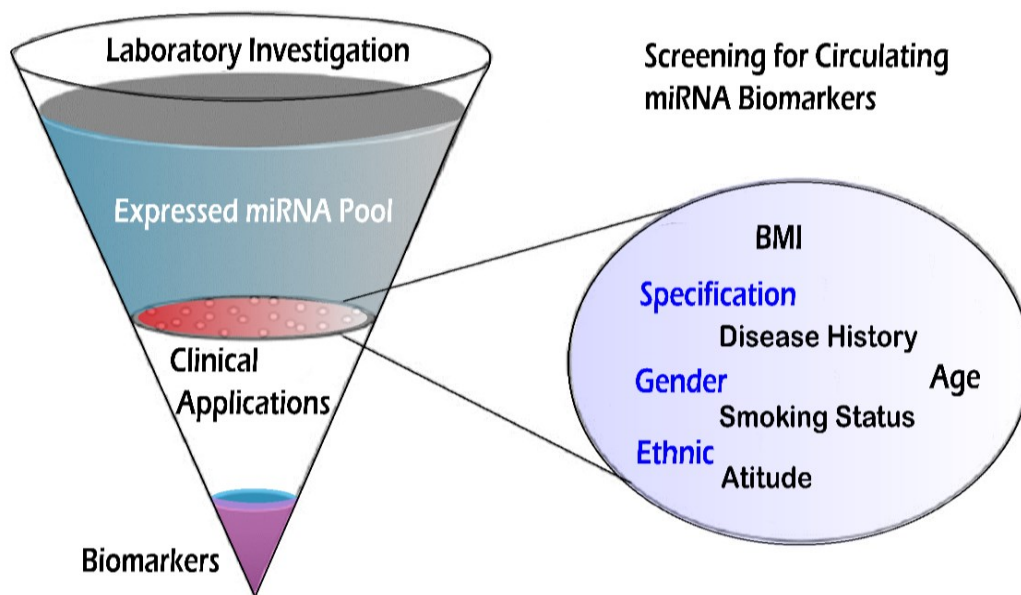 Laboratory Investigation
Expressed miRNA Pool
Clinical
Applications
Biomarkers
Screening for Circulating
miRNA Biomarkers
BMI
Specification
Disease History
Gender
Age
Smoking Status
Ethnic
Atitude